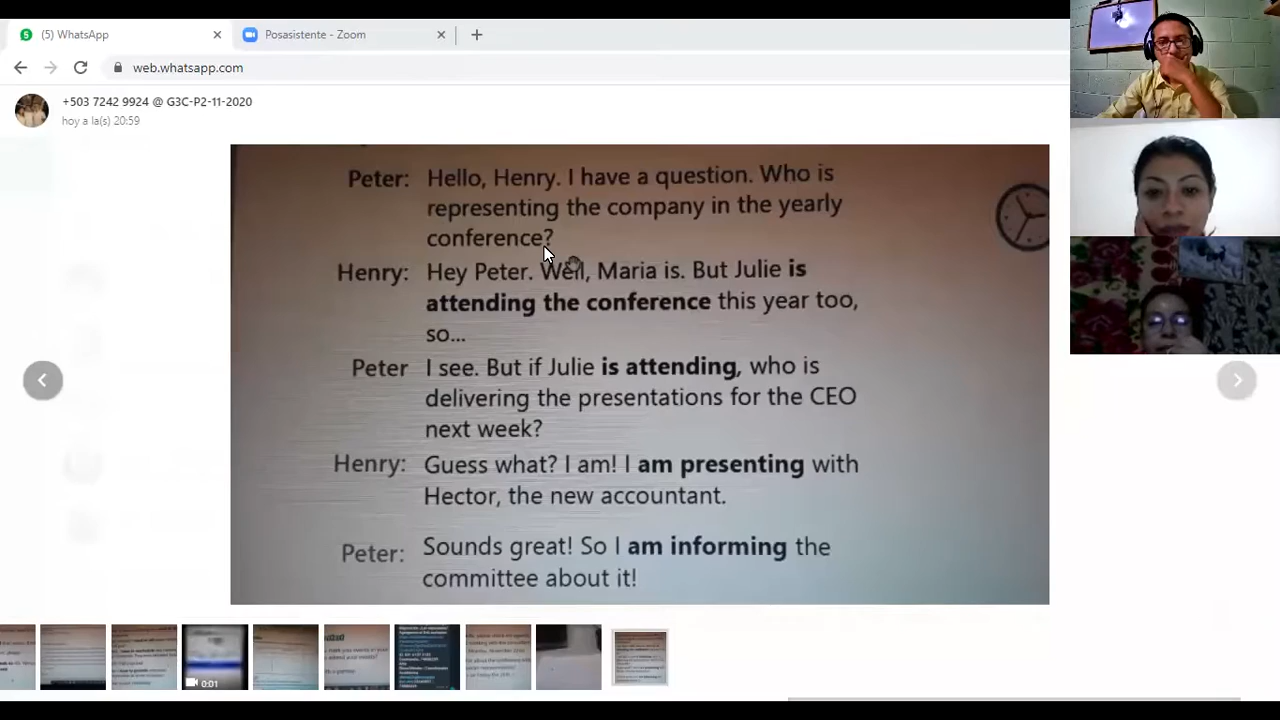 (5) WhatsApp
Posasistente - Zoom
web.whatsapp.com
+503 7242 9924 @ G3C-P2-11-2020
hoy a la(s) 20:59
Peter: Hello, Henry. I have a question. Who is
representing the company in the yearly
conference?
Henry: Hey Peter. Well, Maria is. But Julie is
attending the conference this year too,
so...
Peter I see. But if Julie is attending, who is
delivering the presentations for the CEO
next week?
Henry: Guess what? I am! I am presenting with
Hector, the new accountant.
Peter: Sounds great! So I am informing the
committee about it!
0:01